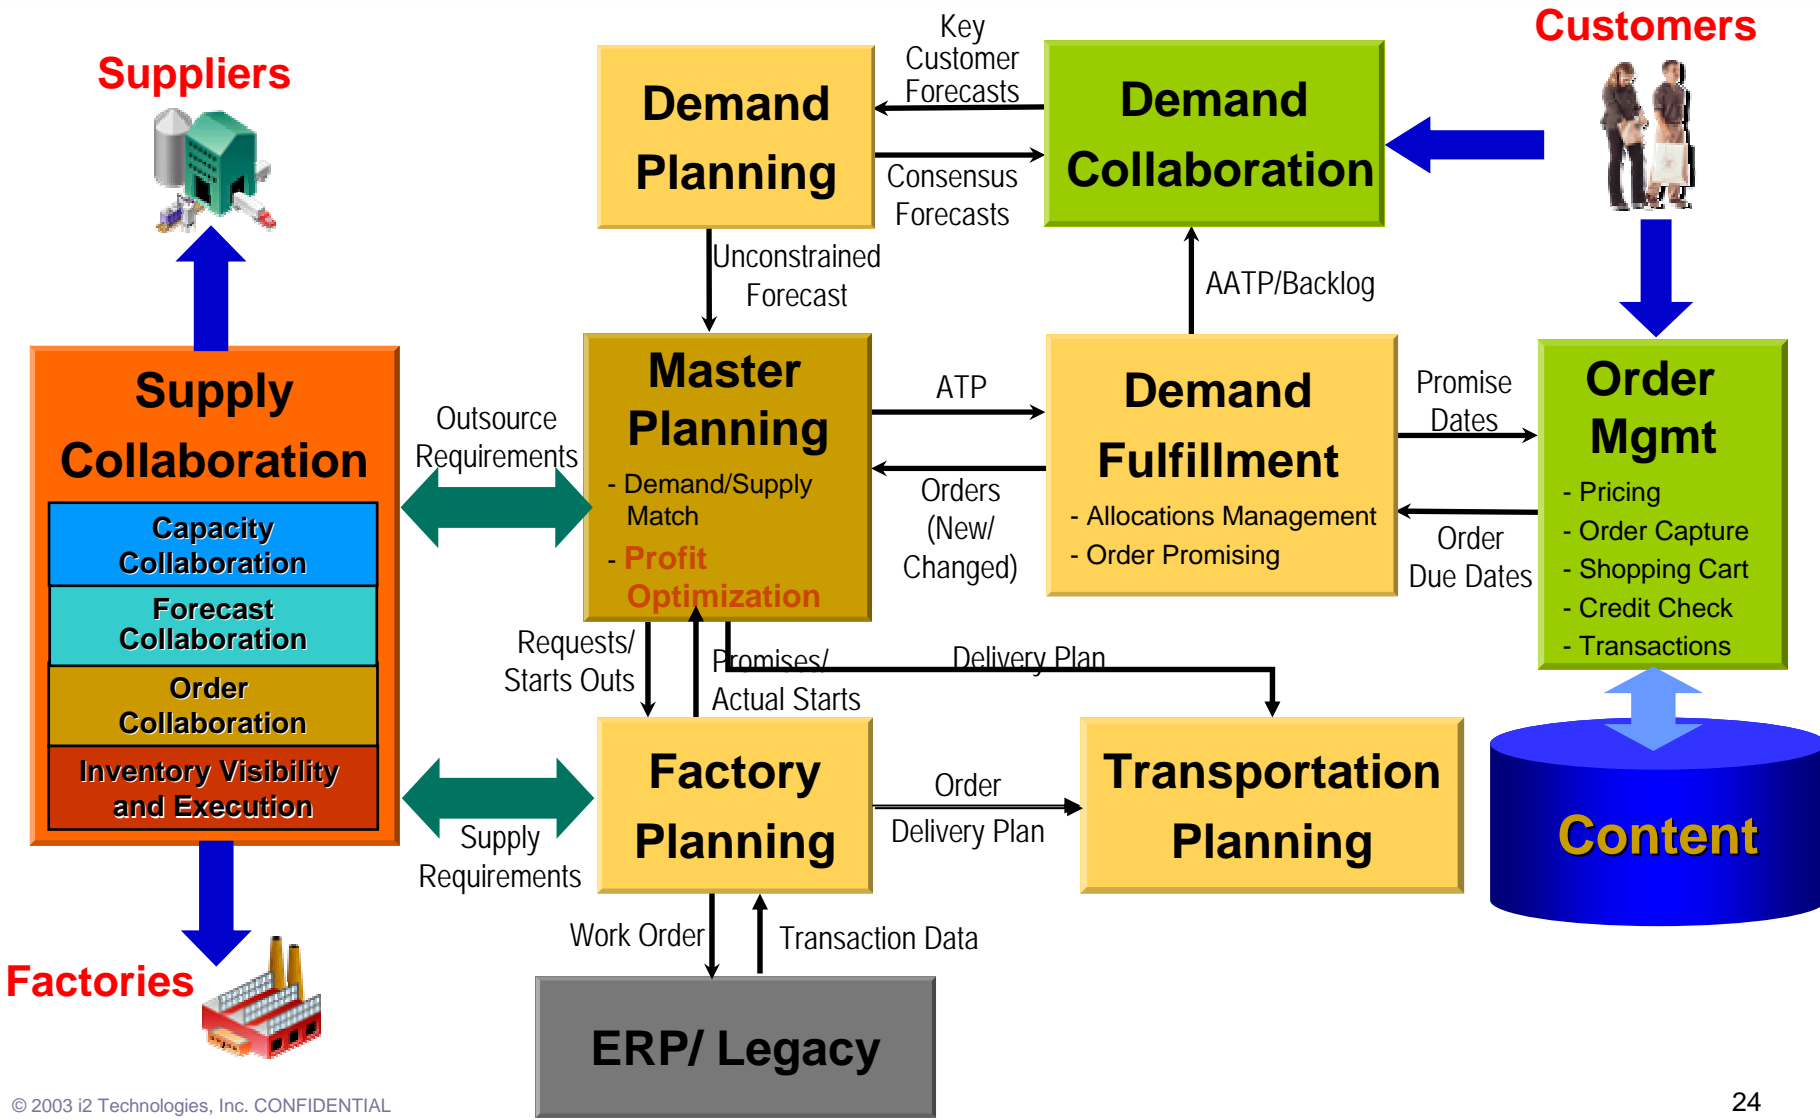 Suppliers
Customers
Key
Customer
Forecasts
Demand
Planning
Demand
Collaboration
Consensus
Forecasts
Unconstrained
Forecast
AATP/Backlog
Supply
Collaboration
Capacity
Collaboration
Forecast
Collaboration
Order
Collaboration
Inventory Visibility
and Execution
Outsource
Requirements
Master
Planning
- Demand/Supply
Match
- Profit
Optimization
ATP
Orders
(New/
Changed)
Demand
Fulfillment
- Allocations Management
- Order Promising
Promise
Dates
Order
Due Dates
Order
Mgmt
- Pricing
- Order Capture
- Shopping Cart
- Credit Check
- Transactions
Requests/
Starts Outs
Promises/
Actual Starts
Delivery Plan
Factory
Planning
Order
Delivery Plan
Transportation
Planning
Content
Supply
Requirements
Work Order
Transaction Data
Factories
ERP/ Legacy
© 2003 i2 Technologies, Inc. CONFIDENTIAL
24